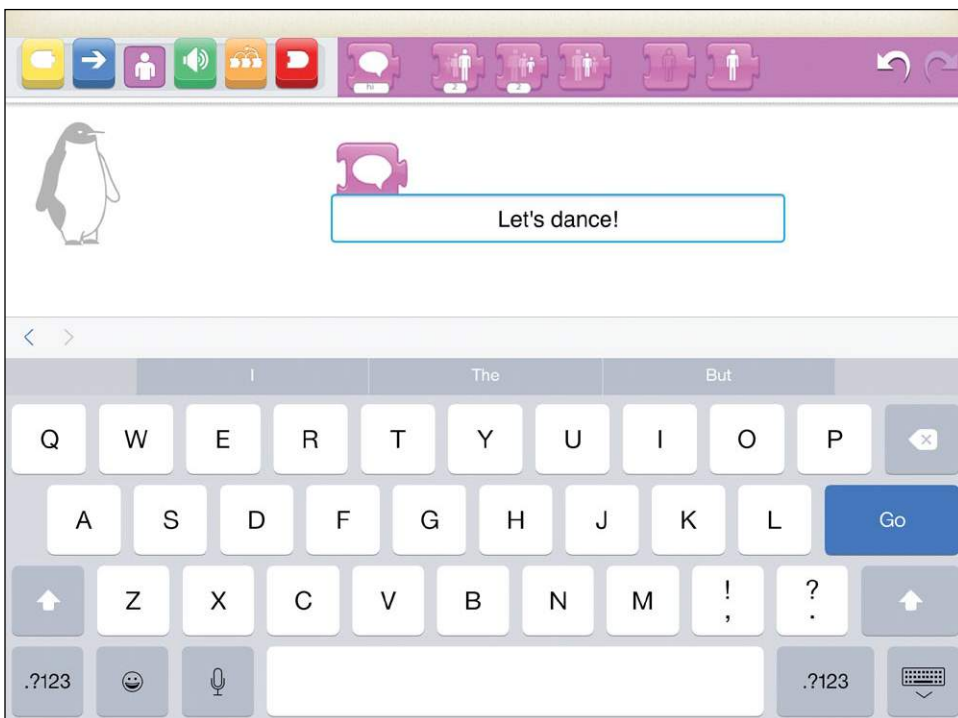 hi 2 2
Let's dance!
I The But
Q W E R T Y U I O P
A S D F G H J K L Go
Z X C V B N M ! , ? .
.?123 .?123